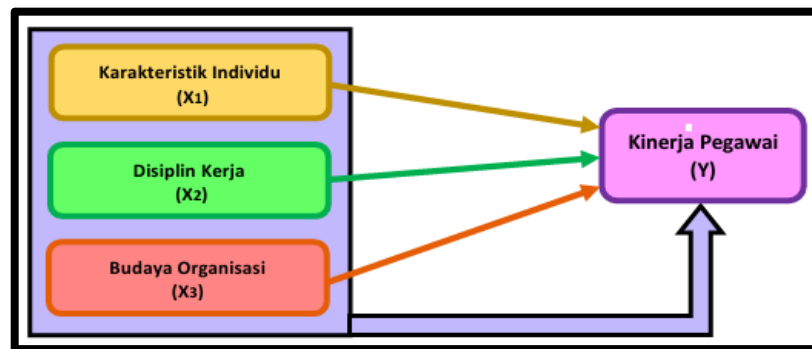 Karakteristik Individu
(X1)
Disiplin Kerja
(X2)
Budaya Organisasi
(X3)
Kinerja Pegawai
(Y)